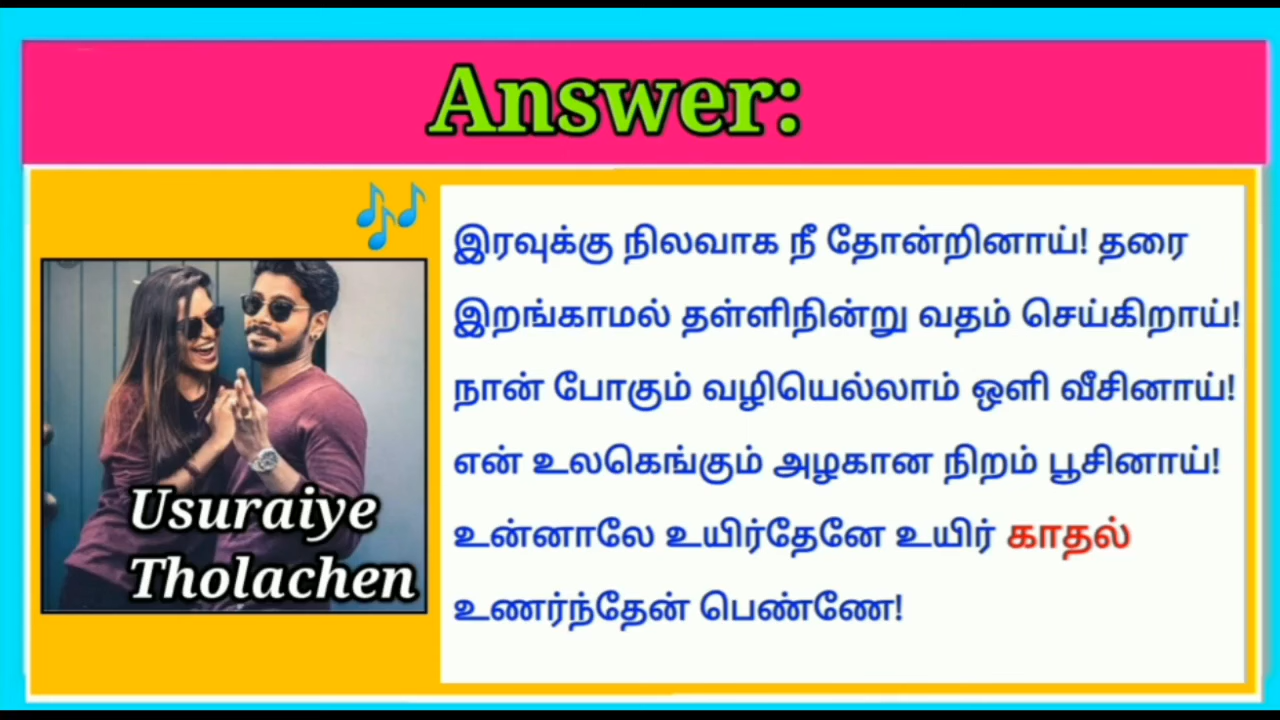 Answer:
இரவுக்கு நிலவாக நீ தோன்றினாய்! தரை
இறங்காமல் தள்ளிநின்று வதம் செய்கிறாய்!
நான் போகும் வழியெல்லாம் ஒளி வீசினாய்!
என் உலகெங்கும் அழகான நிறம் பூசினாய்!
உன்னாலே உயிர்தேனே உயிர் காதல்
உணர்ந்தேன் பெண்ணே!
Usuraiye
Tholachen